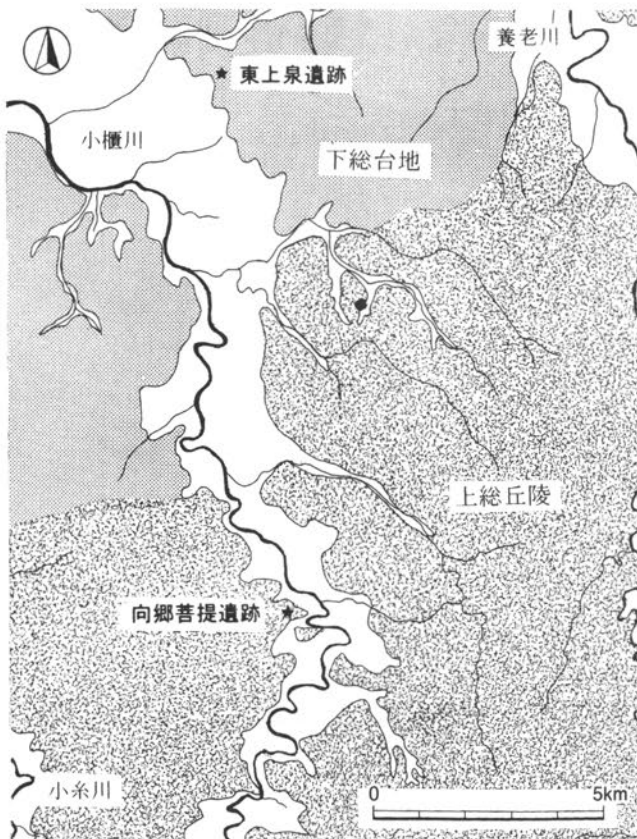 養老川
★東上泉遺跡
小櫃川
下総台地
上総丘陵
向郷菩提遺跡★
小糸川
0 5km